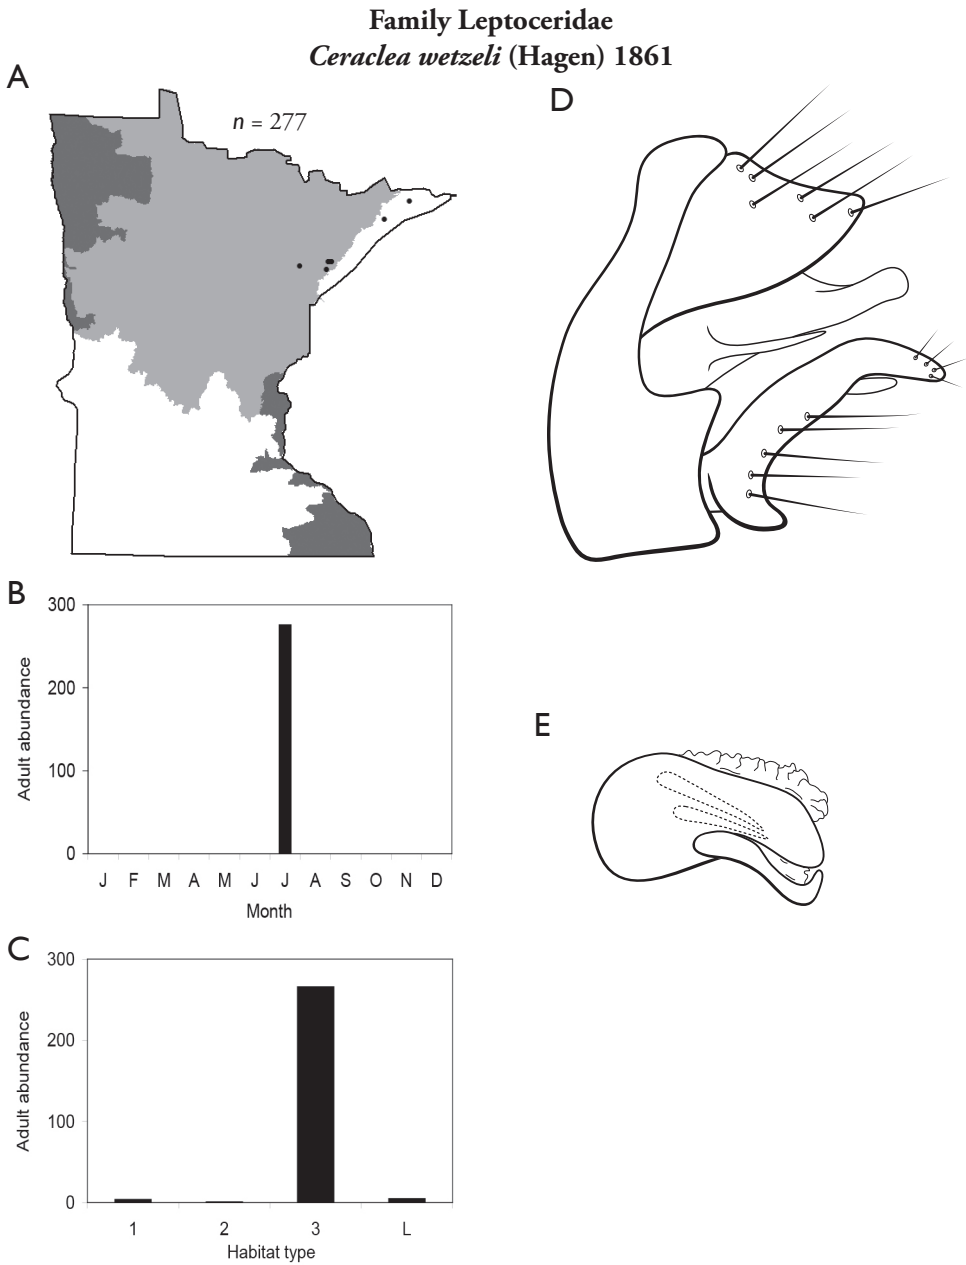 Family Leptoceridae
Ceraclea wetzeli (Hagen) 1861
A
n = 277
D
B
300
200
100
0
Adult abundance
J F M A M J J A S O N D
Month
E
C
300
200
100
0
Adult abundance
1 2 3 L
Habitat type